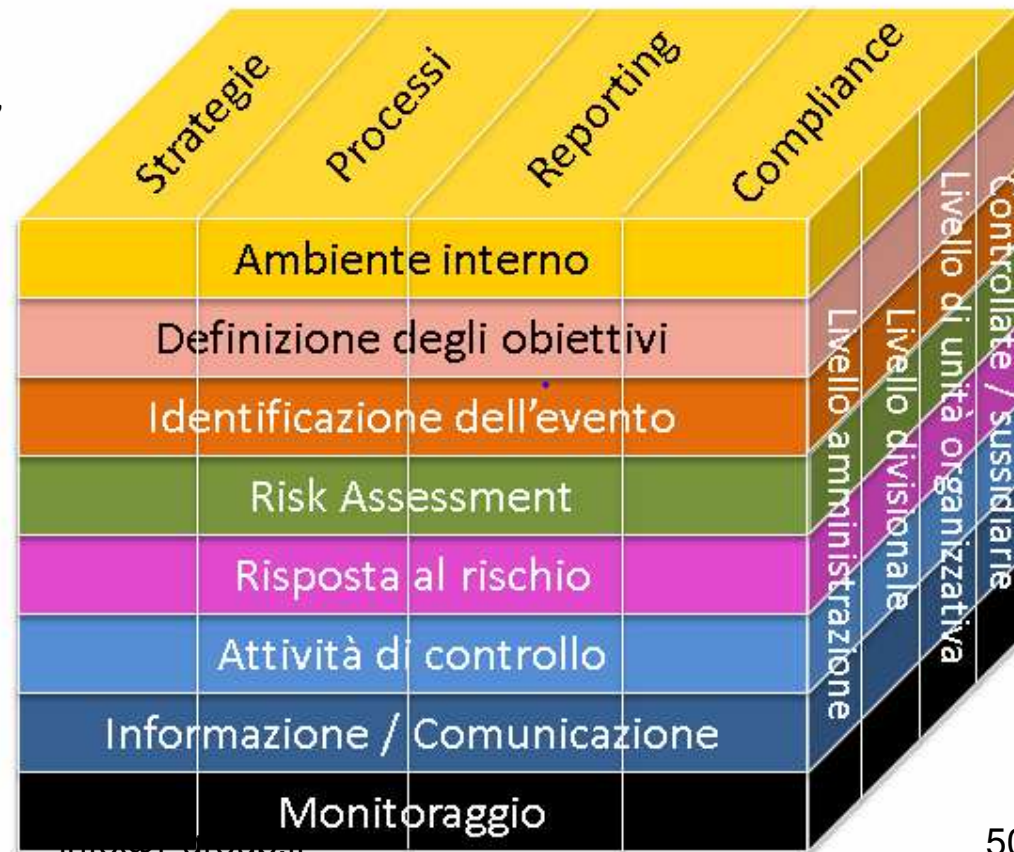 Strategie
Processi
Reporting
Compliance
Ambiente interno
Definizione degli obiettivi
Identificazione dell'evento
Risk Assessment
Risposta al rischio
Attività di controllo
Informazione / Comunicazione
Monitoraggio
Livello amministrazione
Livello divisionale
Livello di unità organizzativa
Controllate / sussidiarie
50